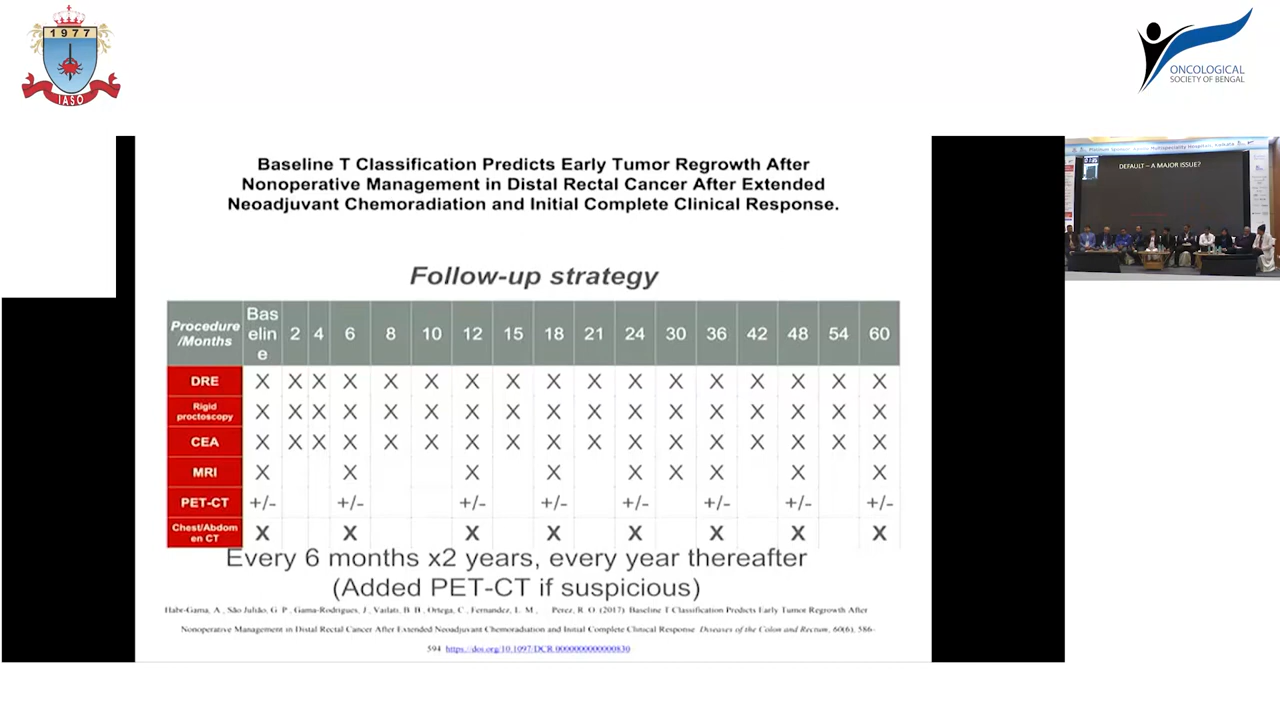 1977
IASO
ONCOLOGICAL
SOCIETY OF BENGAL
Baseline T Classification Predicts Early Tumor Regrowth After
Nonoperative Management in Distal Rectal Cancer After Extended
Neoadjuvant Chemoradiation and Initial Complete Clinical Response.
Follow-up strategy
Procedure /Months Baseline 2 4 6 8 10 12 15 18 21 24 30 36 42 48 54 60
DRE X X X X X X X X X X X X X X X X X
Rigid proctoscopy X X X X X X X X X X X X X X X X X
CEA X X X X X X X X X X X X X X X X X
MRI X X X X X X X X X
PET-CT +/- +/- +/- +/- +/- +/- +/- +/-
Chest/Abdomen CT X X X X X X X X
Every 6 months x2 years, every year thereafter
(Added PET-CT if suspicious)
Habr-Gama, A., São Julião, G. P., Gama-Rodrigues, J., Vailati, B. B., Ortega, C., Fernandez, L. M., Perez, R. O. (2017) Baseline T Classification Predicts Early Tumor Regrowth After
Nonoperative Management in Distal Rectal Cancer After Extended Neoadjuvant Chemoradiation and Initial Complete Clinical Response Diseases of the Colon and Rectum, 60(6), 586–
594 https://doi.org/10.1097/DCR.0000000000000830
DEFAULT – A MAJOR ISSUE?